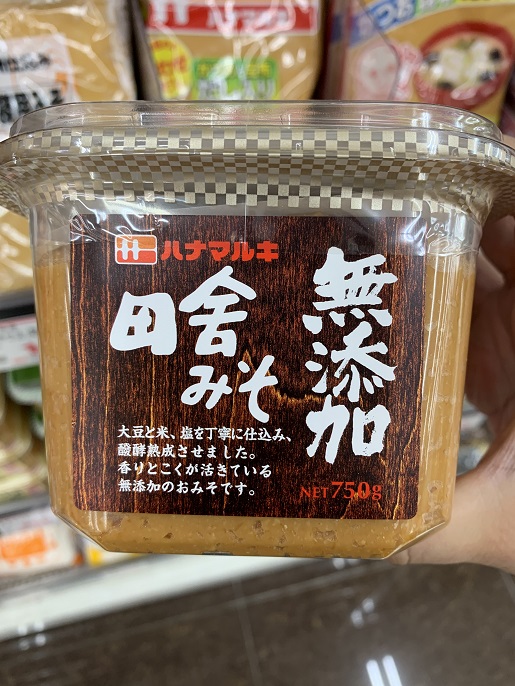 ハナマルキ
無添加
田舎
みそ
大豆と米、塩を丁寧に仕込み、
醗酵熟成させました。
香りとこくが活きている
無添加のおみそです。
NET 750g